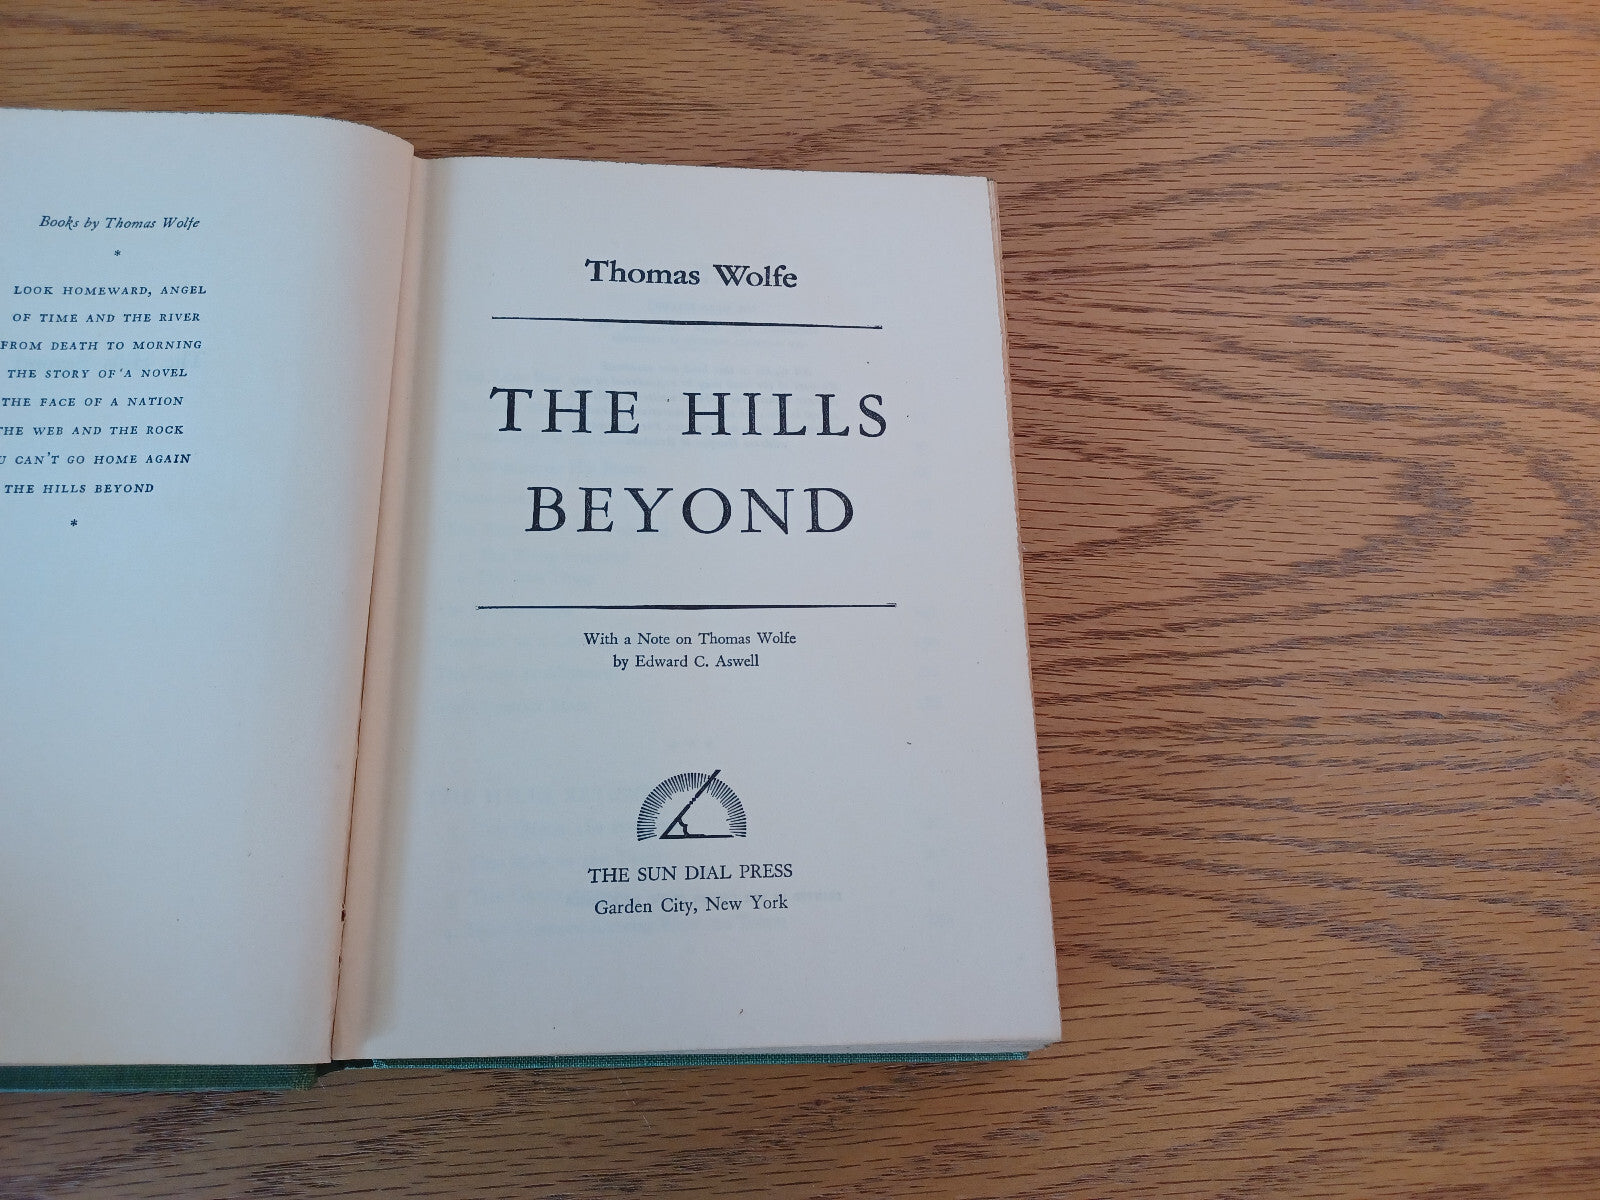 Books by Thomas Wolfe
*
LOOK HOMEWARD, ANGEL
OF TIME AND THE RIVER
FROM DEATH TO MORNING
THE STORY OF A NOVEL
THE FACE OF A NATION
THE WEB AND THE ROCK
CAN'T GO HOME AGAIN
THE HILLS BEYOND
*
Thomas Wolfe
THE HILLS
BEYOND
With a Note on Thomas Wolfe
by Edward C. Aswell
THE SUN DIAL PRESS
Garden City, New York